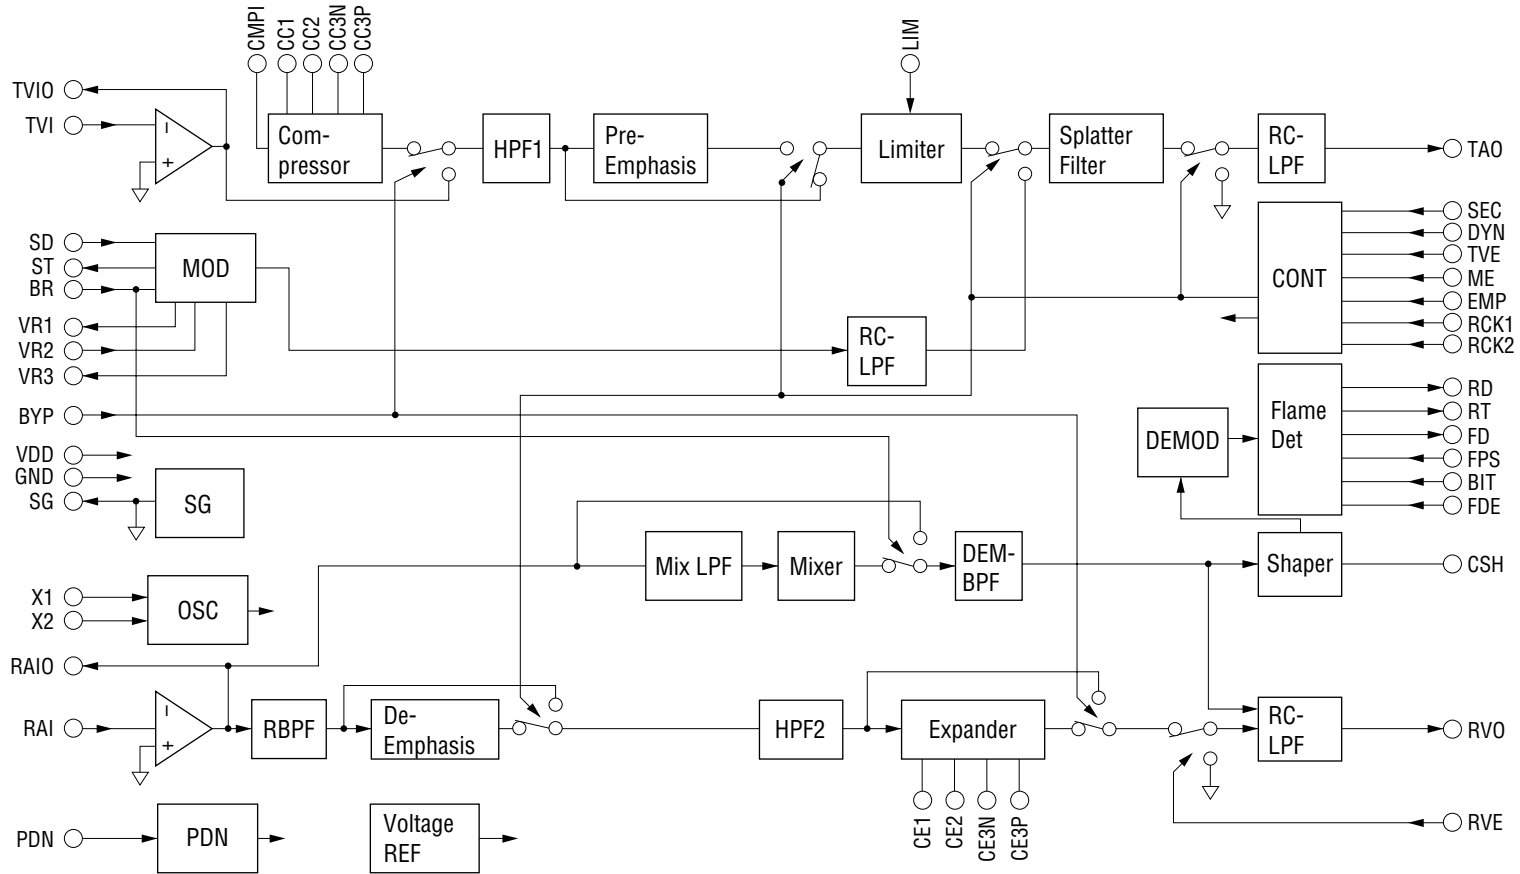 CMPI
CC1
CC2
CC3N
CC3P
LIM
TVIO
TVI
−
+
Com-
pressor
HPF1
Pre-
Emphasis
Limiter
Splatter
Filter
RC-
LPF
TAO
SD
ST
BR
MOD
VR1
VR2
VR3
RC-
LPF
CONT
SEC
DYN
TVE
ME
EMP
RCK1
RCK2
BYP
VDD
GND
SG
SG
DEMOD
Flame
Det
RD
RT
FD
FPS
BIT
FDE
Mix LPF
Mixer
DEM-
BPF
Shaper
CSH
X1
X2
OSC
RAIO
RAI
−
+
RBPF
De-
Emphasis
HPF2
Expander
RC-
LPF
RVO
CE1
CE2
CE3N
CE3P
RVE
PDN
PDN
Voltage
REF